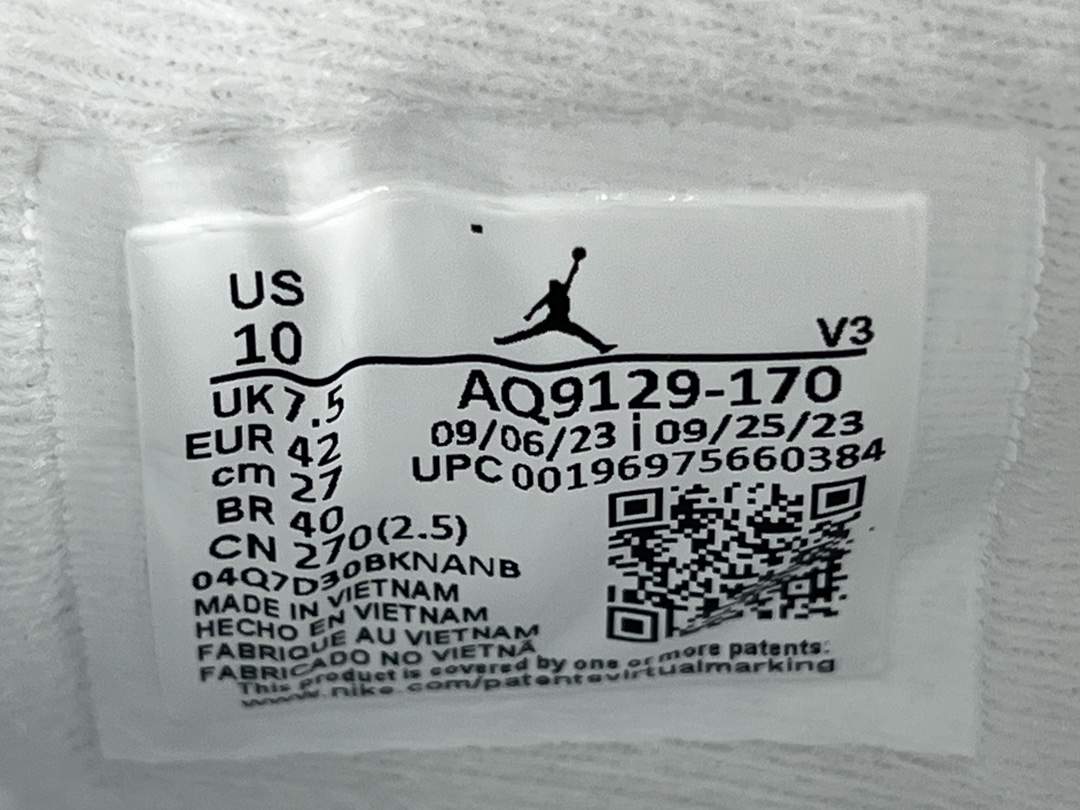 US
10
V3
UK 7.5
EUR 42
cm 27
BR 40
CN 270(2.5)
AQ9129-170
09/06/23 | 09/25/23
UPC 00196975660384
04Q7D30BKNANB
MADE IN VIETNAM
HECHO EN VIETNAM
FABRIQUE AU VIETNAM
FABRICADO NO VIETNÃ
This product is covered by one or more patents:
www.nike.com/patentsvirtualmarking